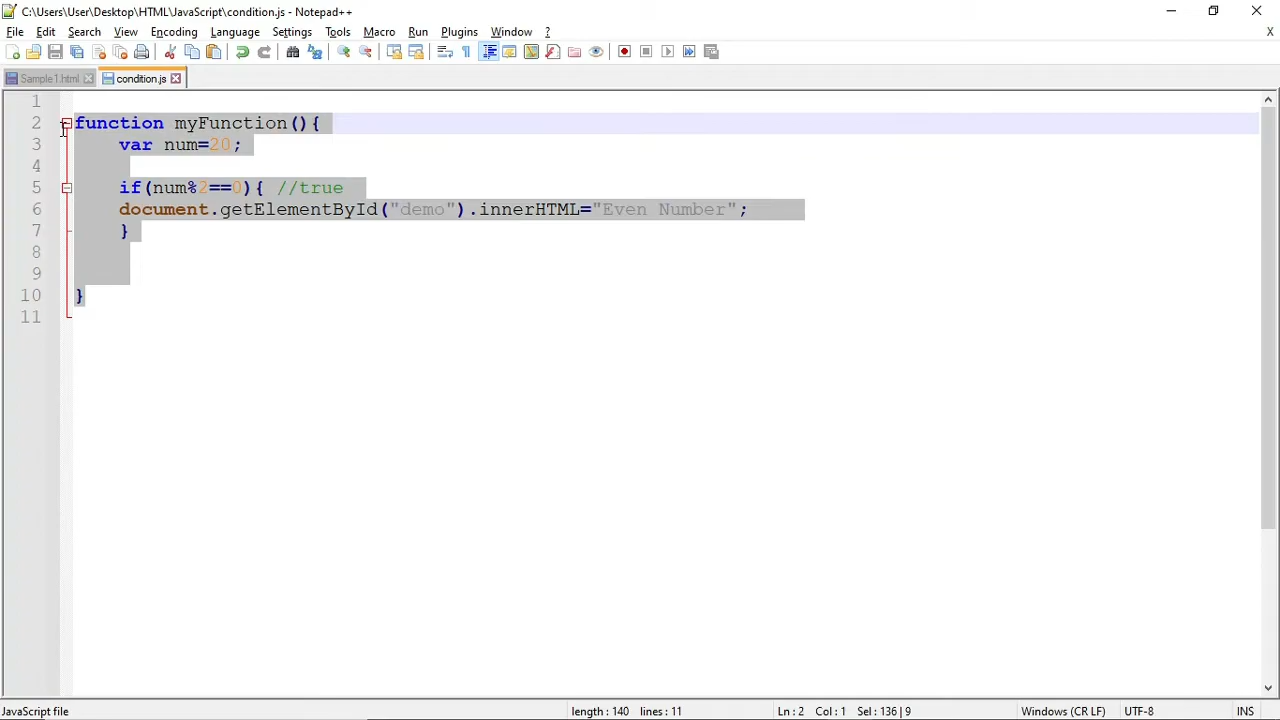 C:\Users\User\Desktop\HTML\JavaScript\condition.js - Notepad++
File Edit Search View Encoding Language Settings Tools Macro Run Plugins Window ? X
Sample1.html condition.js
1
2 function myFunction(){
3 var num=20;
4
5 if(num%2==0){ //true
6 document.getElementById("demo").innerHTML="Even Number";
7 }
8
9
10 }
11
JavaScript file length : 140 lines : 11 Ln : 2 Col : 1 Sel : 136 | 9 Windows (CR LF) UTF-8 INS